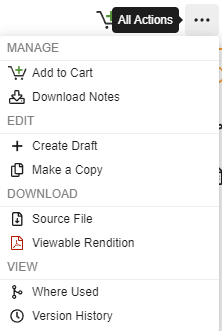 All Actions
MANAGE
Add to Cart
Download Notes
EDIT
Create Draft
Make a Copy
DOWNLOAD
Source File
Viewable Rendition
VIEW
Where Used
Version History